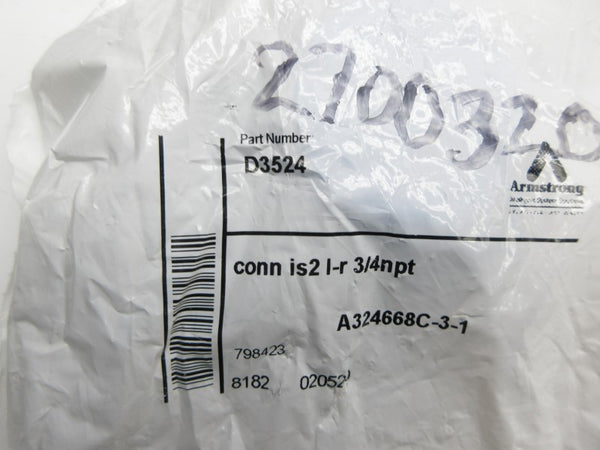 2700320
Part Number
D3524
Armstrong
conn is2 l-r 3/4npt
A324668C-3-1
798423
8182 02052